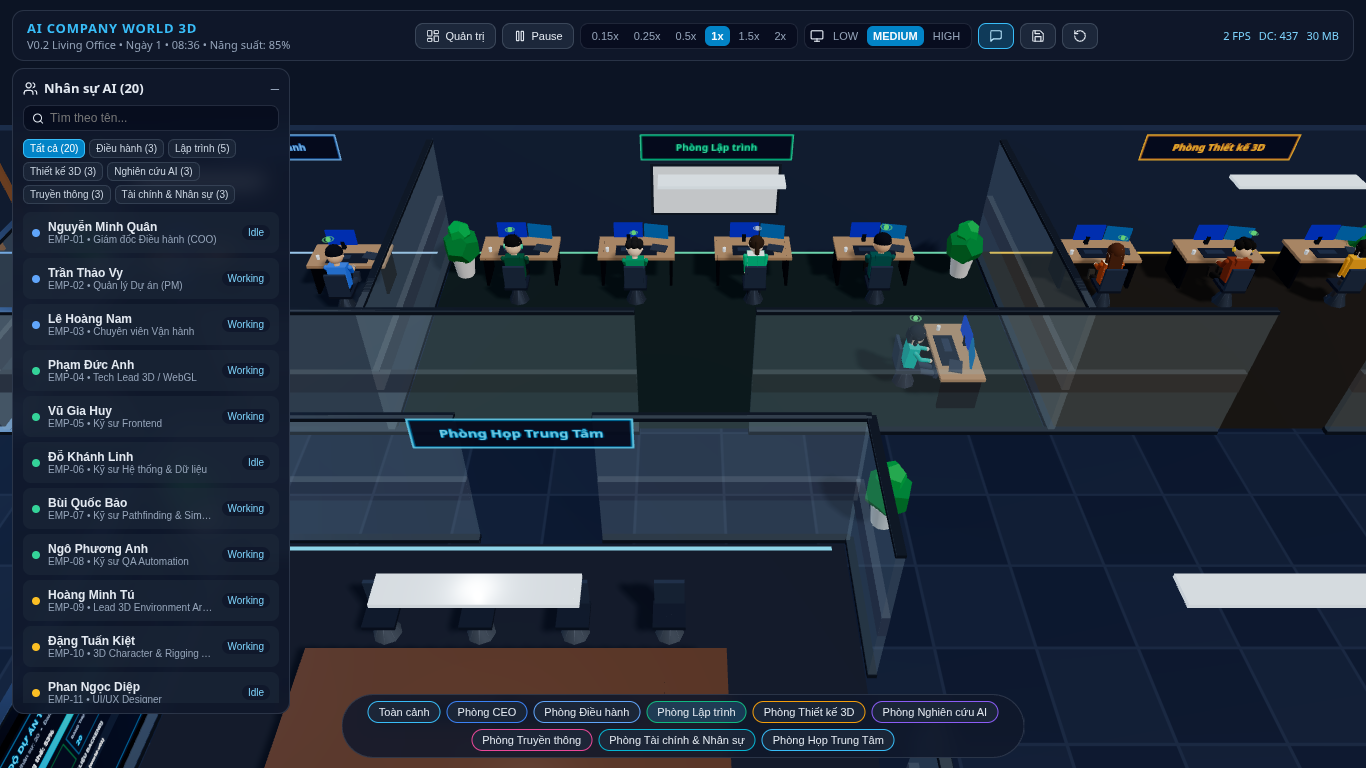 AI COMPANY WORLD 3D
V0.2 Living Office • Ngày 1 • 08:36 • Năng suất: 85%
Quản trị
Pause
0.15x 0.25x 0.5x 1x 1.5x 2x
LOW MEDIUM HIGH
2 FPS DC: 437 30 MB
Nhân sự AI (20)
Tìm theo tên...
Tất cả (20) Điều hành (3) Lập trình (5)
Thiết kế 3D (3) Nghiên cứu AI (3)
Truyền thông (3) Tài chính & Nhân sự (3)
Nguyễn Minh Quân
EMP-01 • Giám đốc Điều hành (COO)
Idle
Trần Thảo Vy
EMP-02 • Quản lý Dự án (PM)
Working
Lê Hoàng Nam
EMP-03 • Chuyên viên Vận hành
Working
Phạm Đức Anh
EMP-04 • Tech Lead 3D / WebGL
Working
Vũ Gia Huy
EMP-05 • Kỹ sư Frontend
Working
Đỗ Khánh Linh
EMP-06 • Kỹ sư Hệ thống & Dữ liệu
Idle
Bùi Quốc Bảo
EMP-07 • Kỹ sư Pathfinding & Sim…
Working
Ngô Phương Anh
EMP-08 • Kỹ sư QA Automation
Working
Hoàng Minh Tú
EMP-09 • Lead 3D Environment Ar…
Working
Đặng Tuấn Kiệt
EMP-10 • 3D Character & Rigging …
Working
Phan Ngọc Diệp
EMP-11 • UI/UX Designer
Idle
Phòng Lập trình
Phòng Thiết kế 3D
Phòng Họp Trung Tâm
Toàn cảnh Phòng CEO Phòng Điều hành Phòng Lập trình Phòng Thiết kế 3D Phòng Nghiên cứu AI
Phòng Truyền thông Phòng Tài chính & Nhân sự Phòng Họp Trung Tâm